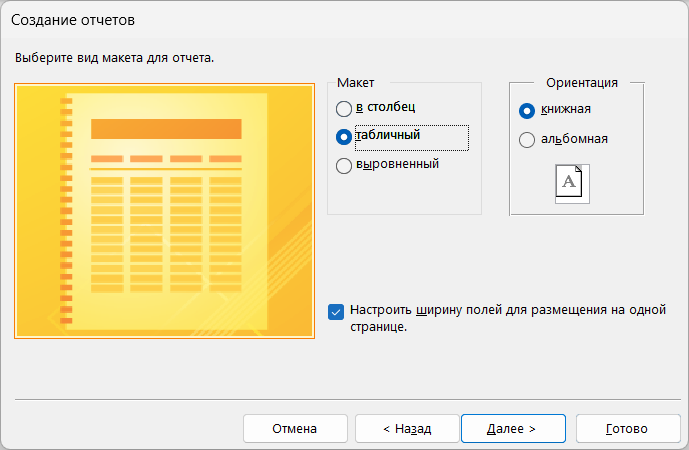 Создание отчетов
Выберите вид макета для отчета.
Макет
в столбец
табличный
выровненный
Ориентация
книжная
альбомная
A
Настроить ширину полей для размещения на одной
странице.
Отмена
< Назад
Далее >
Готово